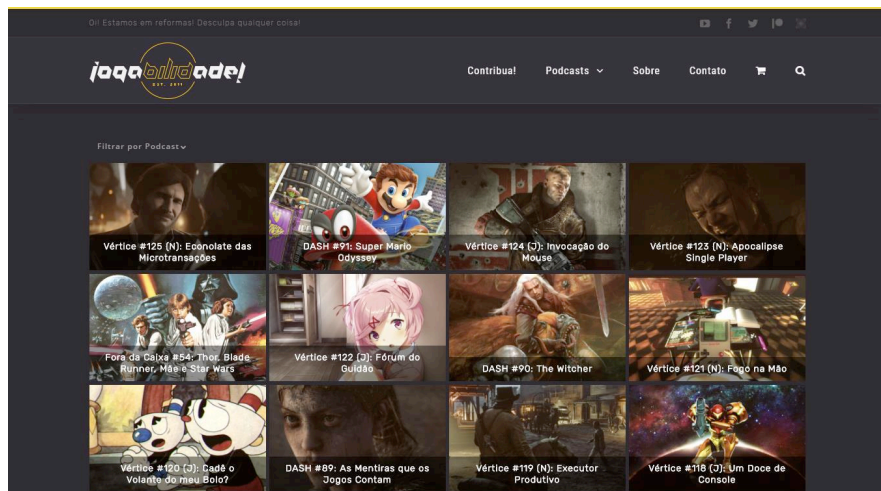 Oi! Estamos em reformas! Desculpa qualquer coisa!
jogabilidade!
EST. 2011
Contribua!
Podcasts
Sobre
Contato
Filtrar por Podcast
Vértice #125 (N): Econolate das
Microtransações
DASH #91: Super Mario
Odyssey
Vértice #124 (J): Invocação do
Mouse
Vértice #123 (N): Apocalipse
Single Player
Fora da Caixa #54: Thor, Blade
Runner, Mãe e Star Wars
Vértice #122 (J): Fórum do
Guidão
DASH #90: The Witcher
Vértice #121 (N): Fogo na Mão
Vértice #120 (J): Cadê o
Volante do meu Bolo?
DASH #89: As Mentiras que os
Jogos Contam
Vértice #119 (N): Executor
Produtivo
Vértice #118 (J): Um Doce de
Console